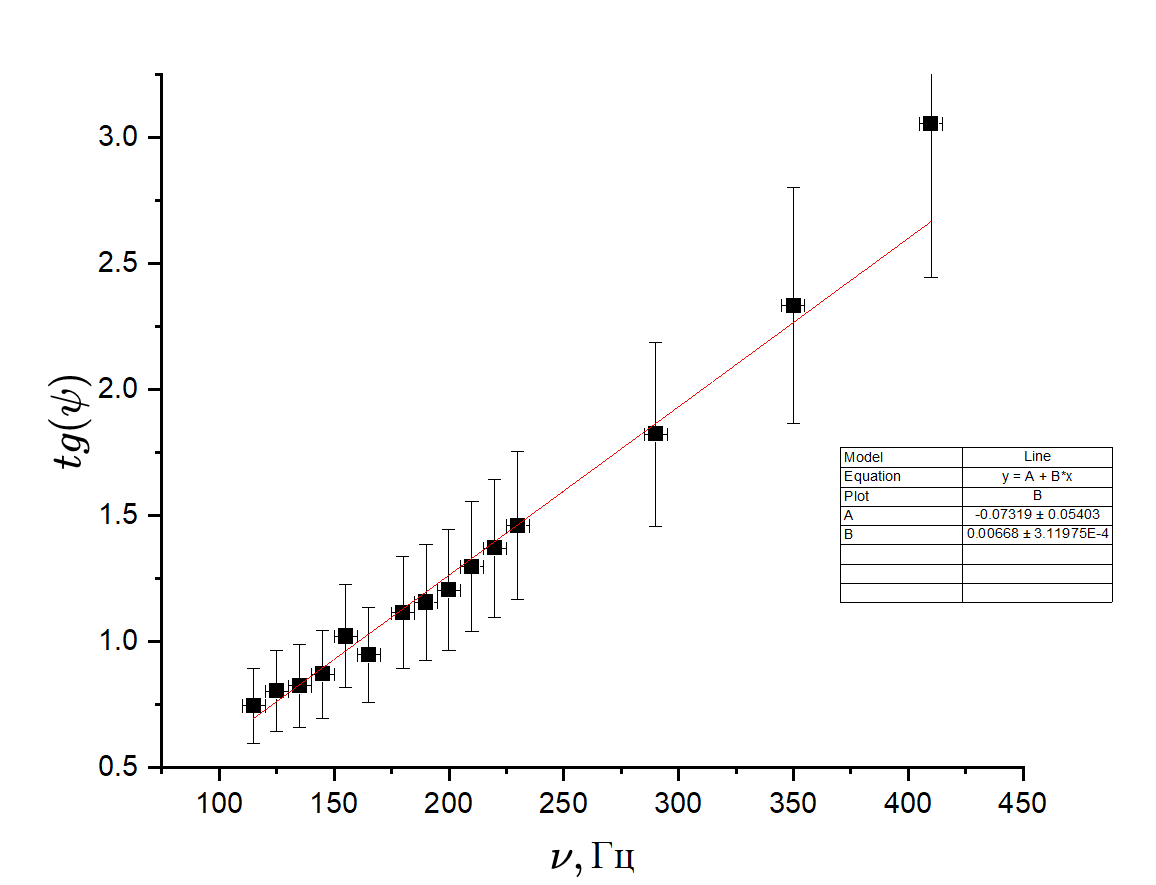 3.0
2.5
2.0
1.5
1.0
0.5
tg(ψ)
100 150 200 250 300 350 400 450
ν, Гц
Model Line
Equation y = A + B*x
Plot B
A -0.07319 ± 0.05403
B 0.00668 ± 3.11975E-4